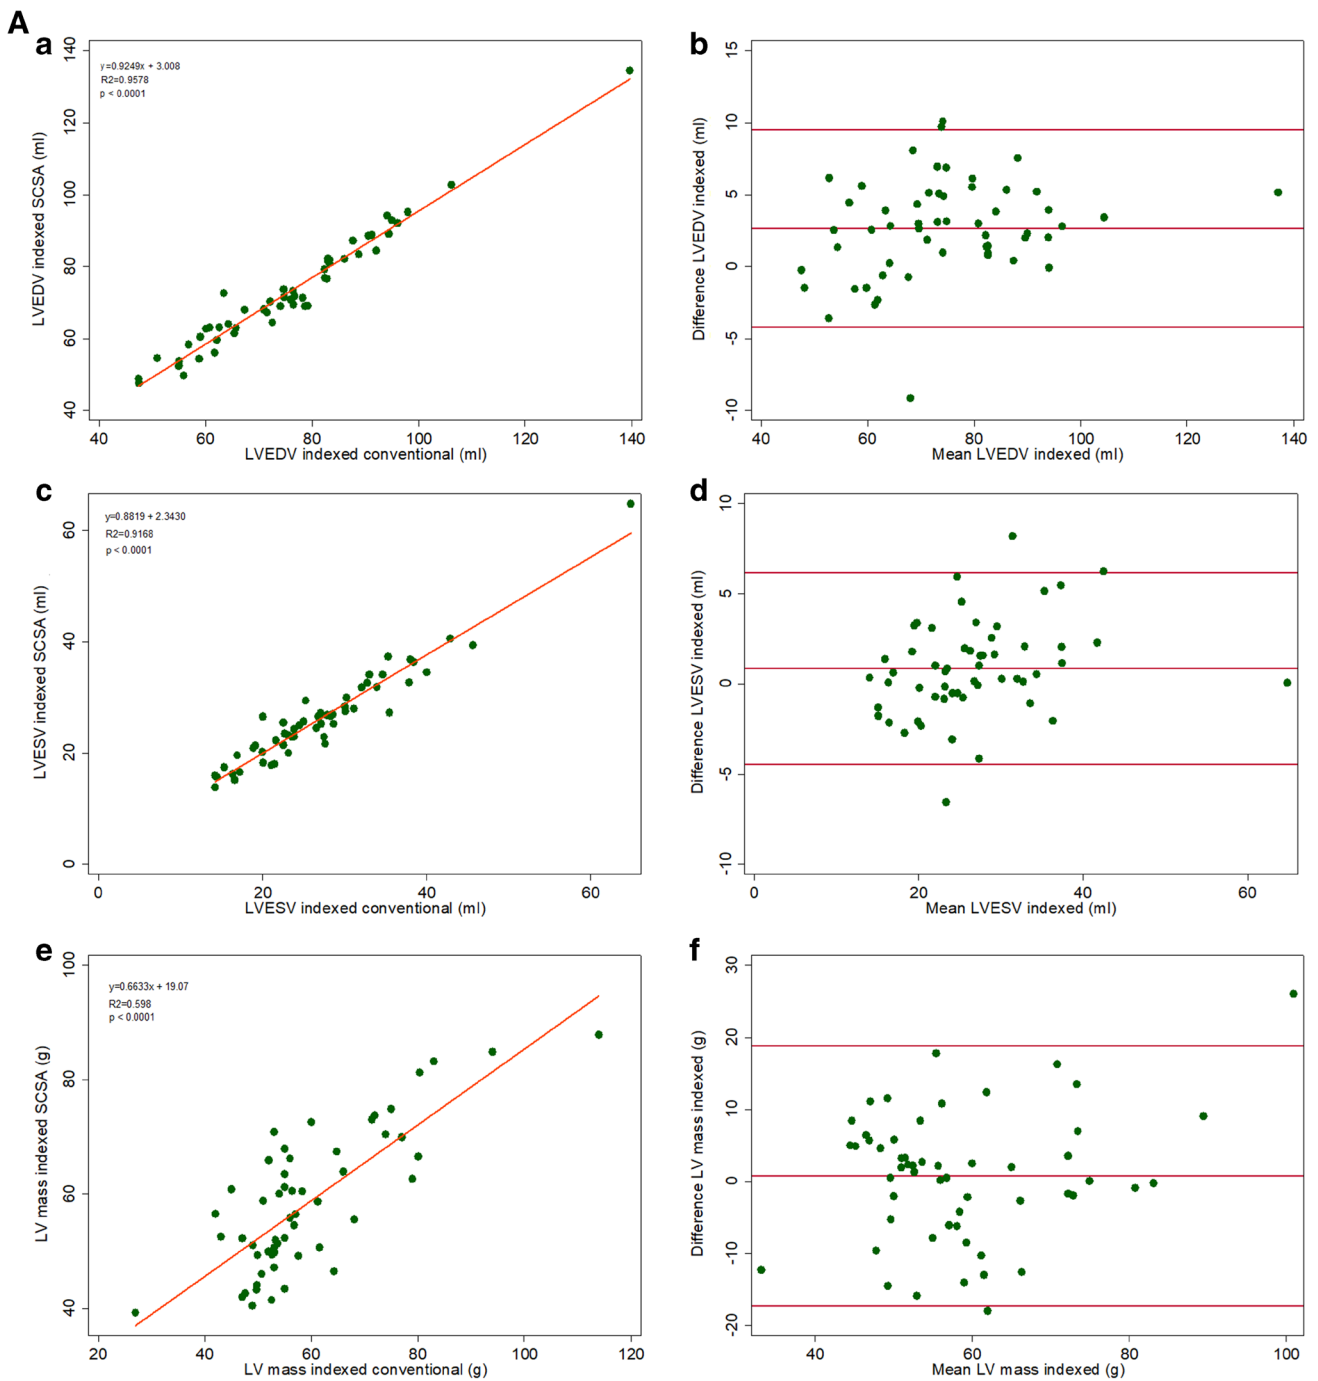 A
a
y=0.9249x + 3.008
R2=0.9578
p < 0.0001
LVEDV indexed SCSA (ml)
140
120
100
80
60
40
40 60 80 100 120 140
LVEDV indexed conventional (ml)
b
Difference LVEDV indexed (ml)
15
10
5
0
-5
-10
40 60 80 100 120 140
Mean LVEDV indexed (ml)
c
y=0.8819 + 2.3430
R2=0.9168
p < 0.0001
LVESV indexed SCSA (ml)
60
40
20
0
0 20 40 60
LVESV indexed conventional (ml)
d
Difference LVESV indexed (ml)
10
5
0
-5
-10
0 20 40 60
Mean LVESV indexed (ml)
e
y=0.6633x + 19.07
R2=0.598
p < 0.0001
LV mass indexed SCSA (g)
100
80
60
40
20 40 60 80 100 120
LV mass indexed conventional (g)
f
Difference LV mass indexed (g)
30
20
10
0
-10
-20
40 60 80 100
Mean LV mass indexed (g)